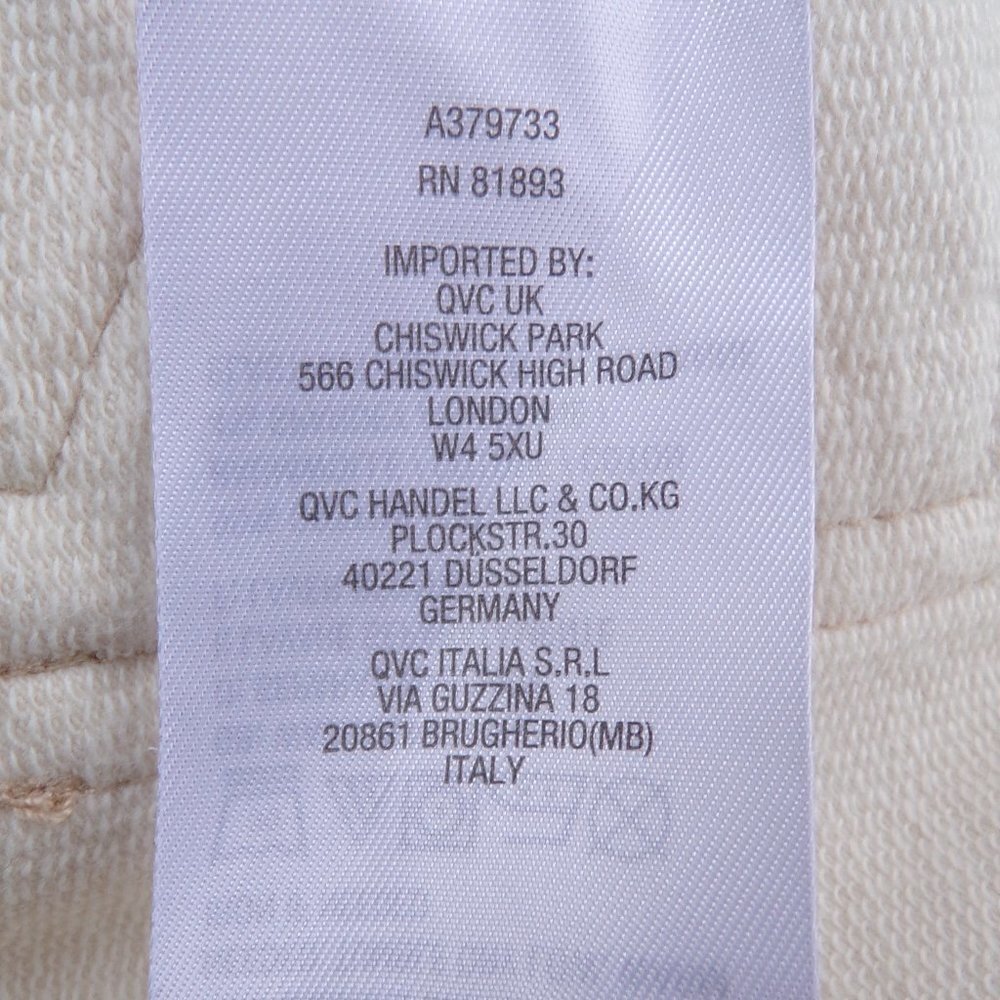 A379733
RN 81893
IMPORTED BY:
QVC UK
CHISWICK PARK
566 CHISWICK HIGH ROAD
LONDON
W4 5XU
QVC HANDEL LLC & CO.KG
PLOCKSTR.30
40221 DÜSSELDORF
GERMANY
QVC ITALIA S.R.L
VIA GUZZINA 18
20861 BRUGHERIO(MB)
ITALY